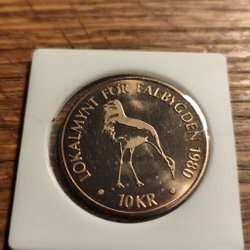 LOKALMYNT FÖR FALBYGDEN 1980
10 KR